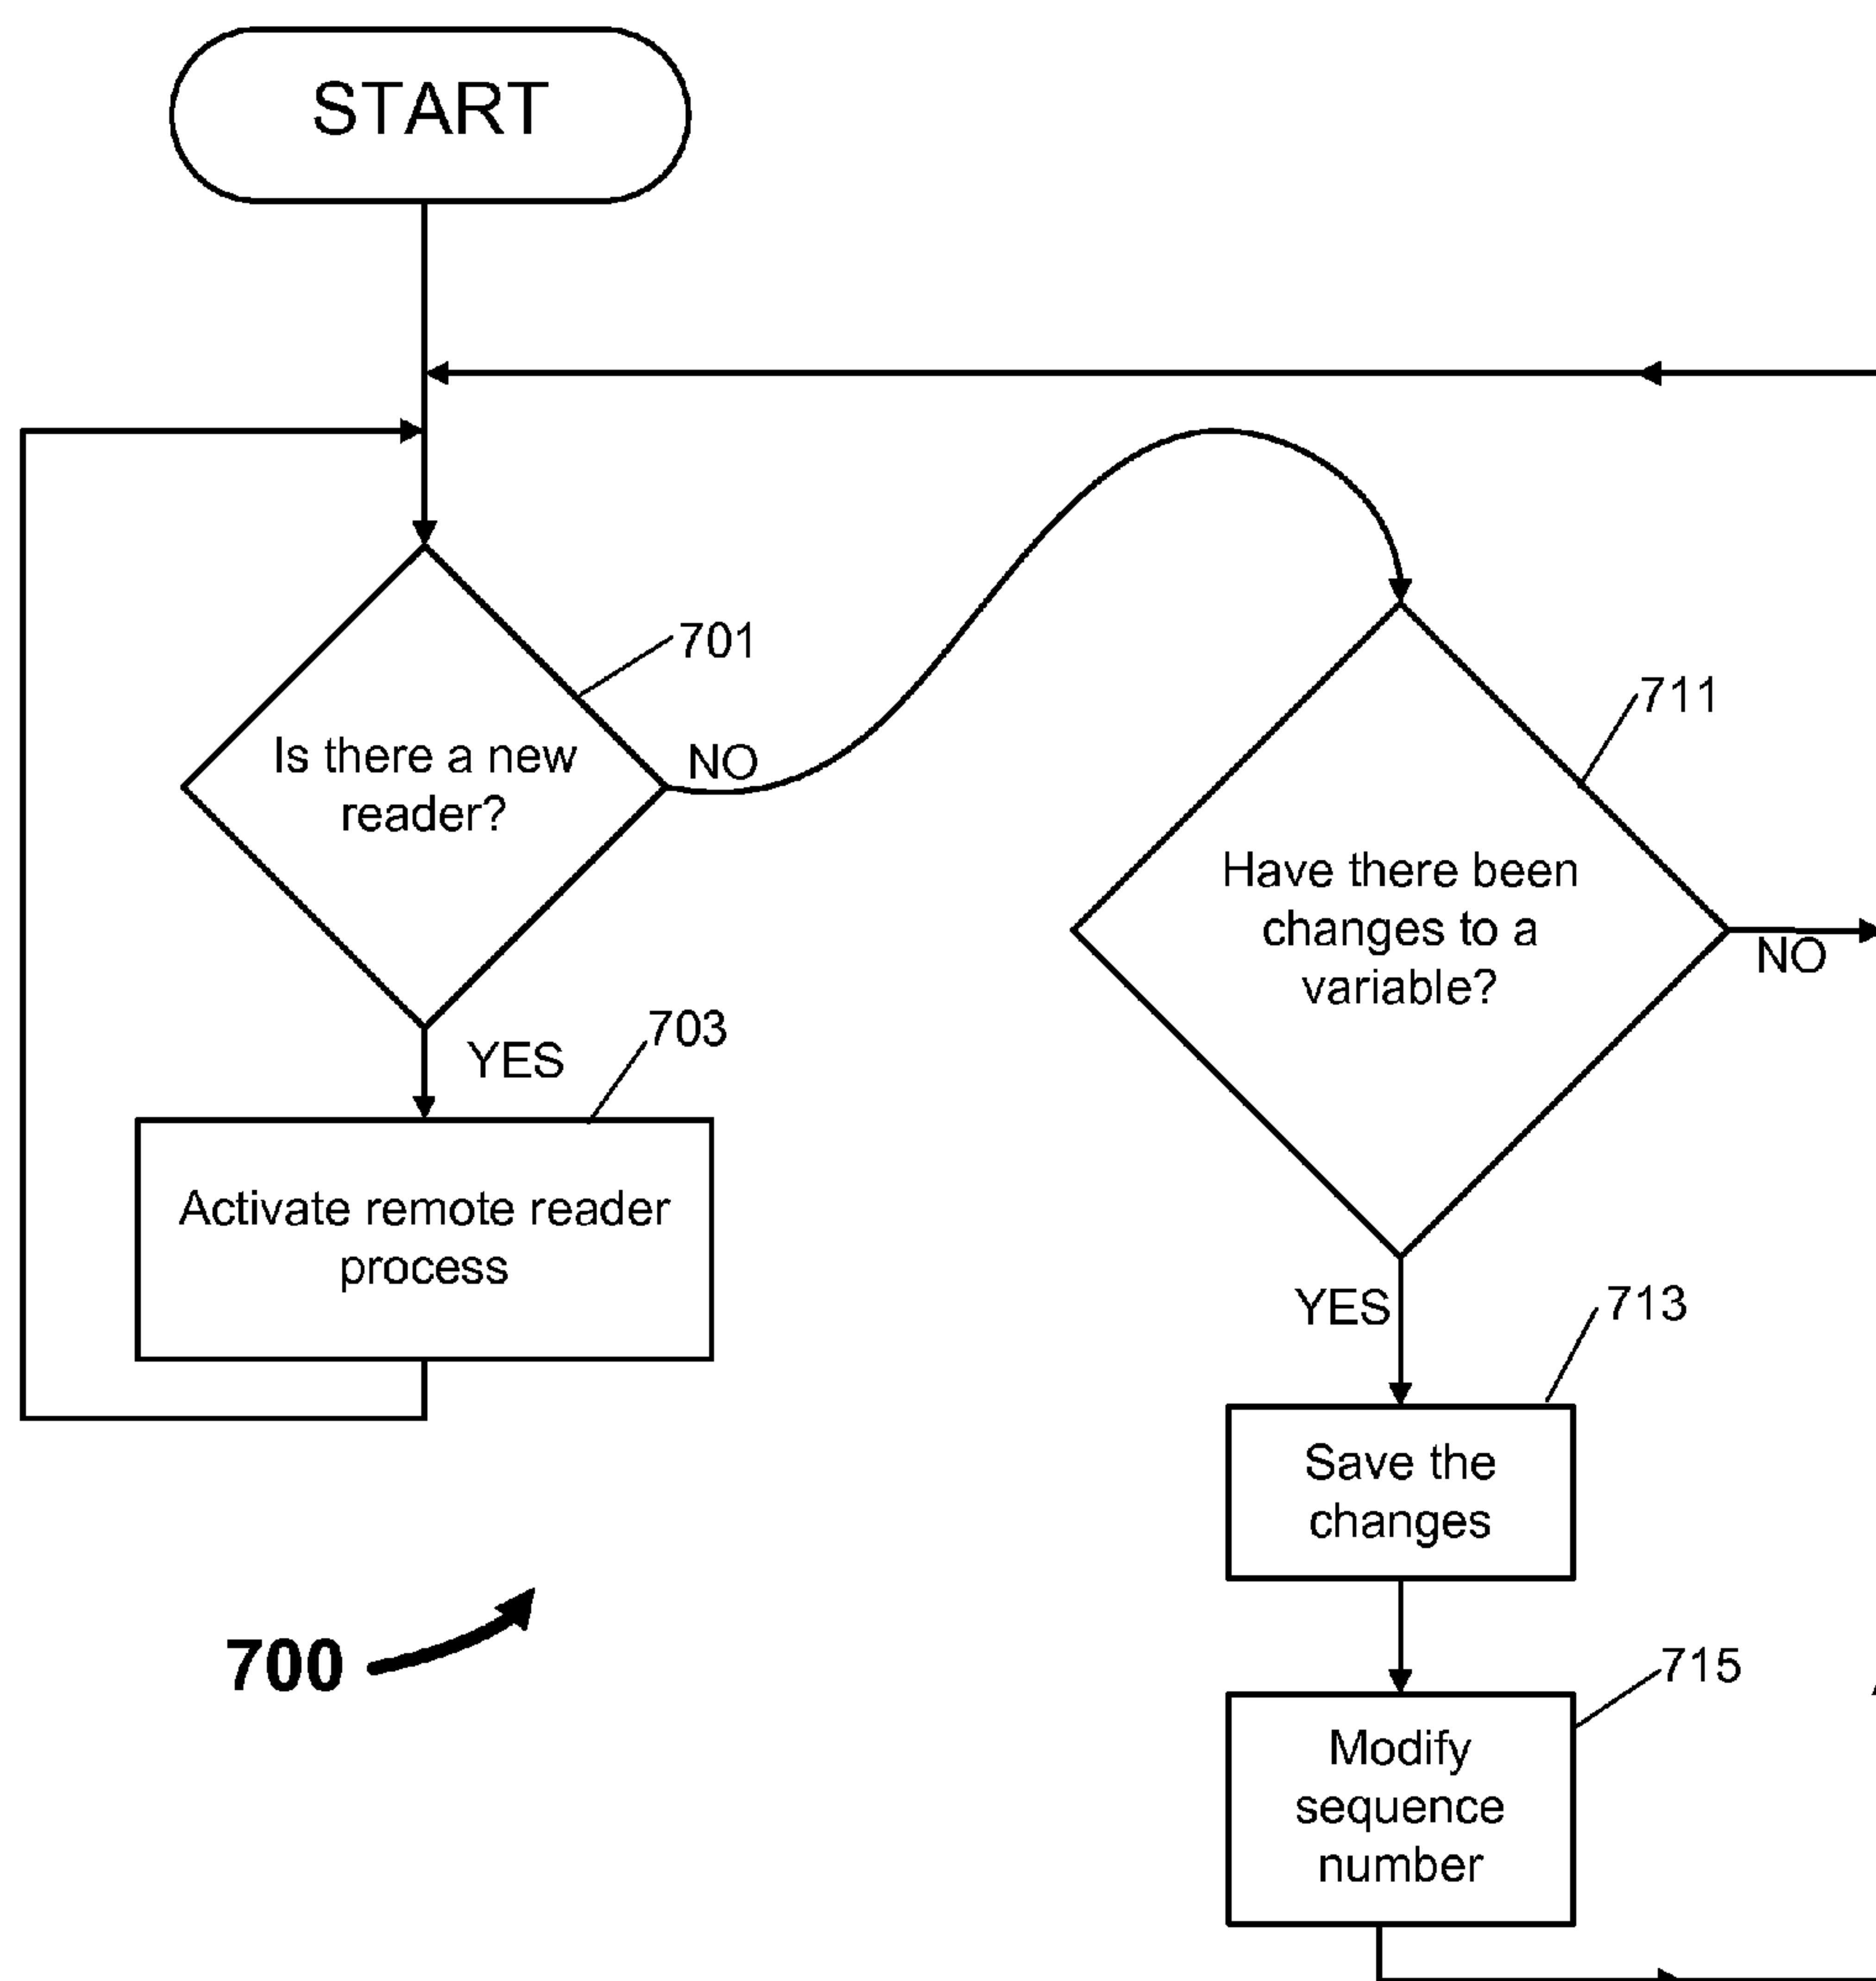 START
701
Is there a new
reader?
NO
711
Have there been
changes to a
variable?
NO
YES
703
Activate remote reader
process
YES
713
Save the
changes
700
715
Modify
sequence
number